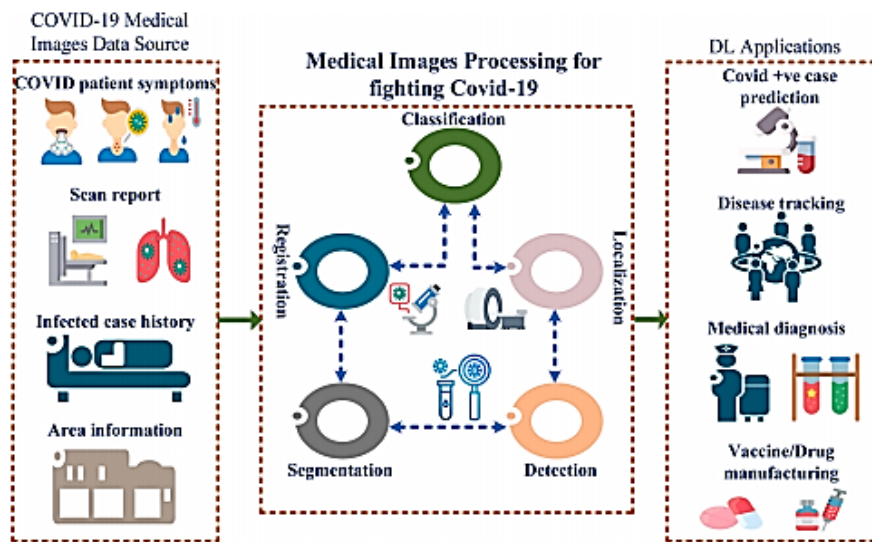 COVID-19 Medical
Images Data Source
COVID patient symptoms
Scan report
Infected case history
Area information
Medical Images Processing for
fighting Covid-19
Classification
Registration
Localization
Segmentation
Detection
DL Applications
Covid +ve case
prediction
Disease tracking
Medical diagnosis
Vaccine/Drug
manufacturing